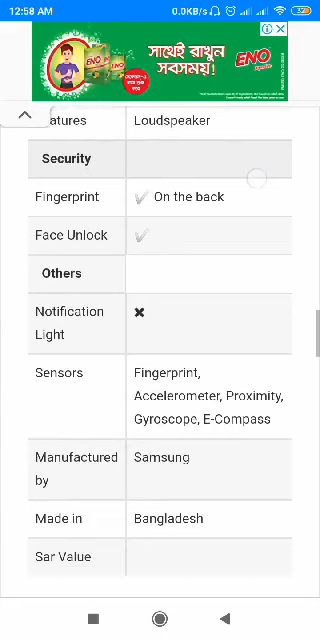 12:58 AM 0.0KB/s
সাথেই রাখুন
সবসময়!
ENO
atures Loudspeaker
Security
Fingerprint ✓ On the back
Face Unlock ✓
Others
Notification Light ✖
Sensors Fingerprint,
Accelerometer, Proximity,
Gyroscope, E-Compass
Manufactured by Samsung
Made in Bangladesh
Sar Value